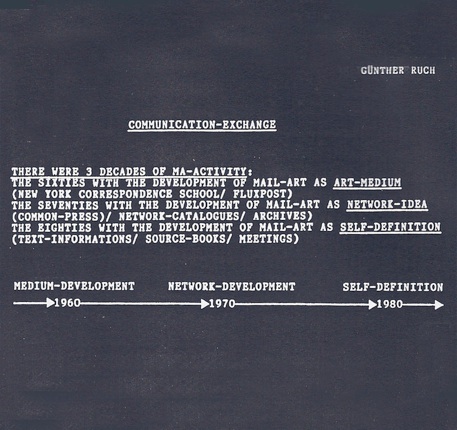 GÜNTHER RUCH
COMMUNICATION-EXCHANGE
THERE WERE 3 DECADES OF MA-ACTIVITY:
THE SIXTIES WITH THE DEVELOPMENT OF MAIL-ART AS ART-MEDIUM
(NEW YORK CORRESPONDENCE SCHOOL/ FLUXPOST)
THE SEVENTIES WITH THE DEVELOPMENT OF MAIL-ART AS NETWORK-IDEA
(COMMON-PRESS)/ NETWORK-CATALOGUES/ ARCHIVES)
THE EIGHTIES WITH THE DEVELOPMENT OF MAIL-ART AS SELF-DEFINITION
(TEXT-INFORMATIONS/ SOURCE-BOOKS/ MEETINGS)
MEDIUM-DEVELOPMENT NETWORK-DEVELOPMENT SELF-DEFINITION
1960 1970 1980